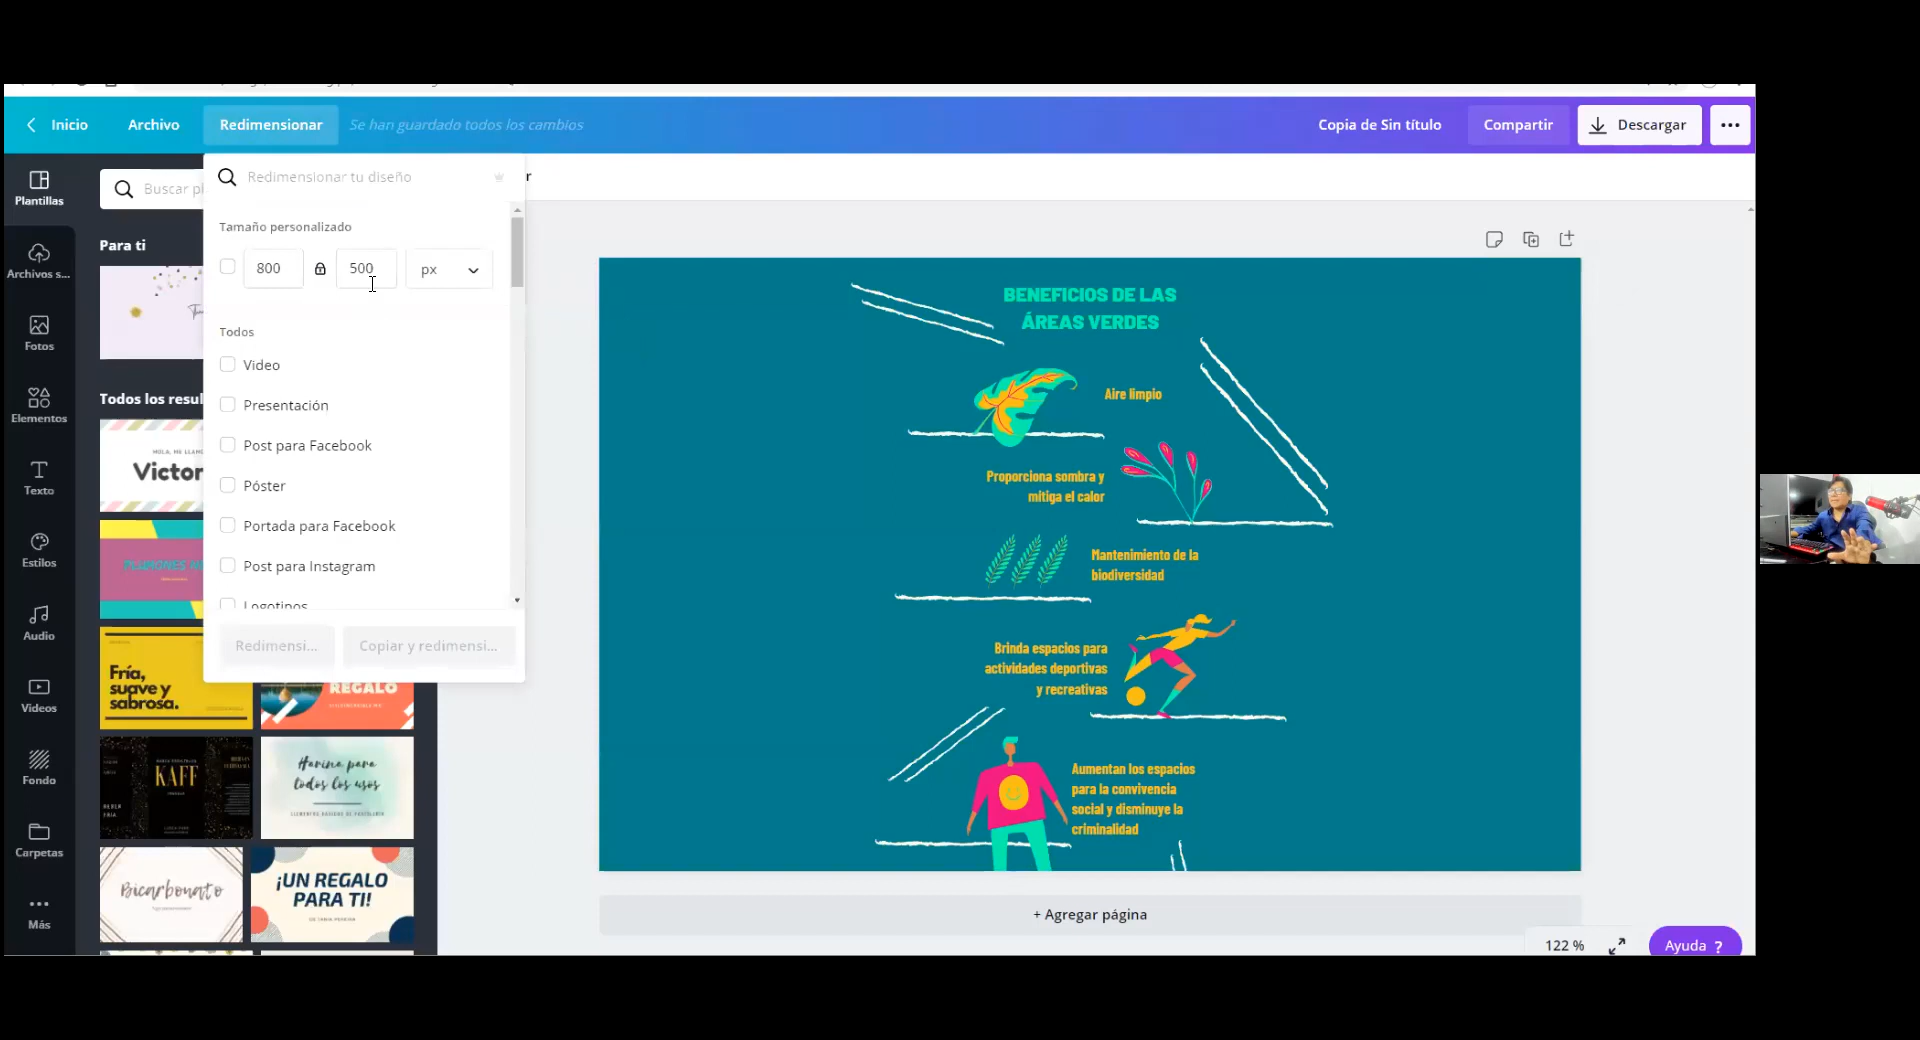 Inicio
Archivo
Redimensionar
Se han guardado todos los cambios
Copia de Sin título
Compartir
Descargar
Plantillas
Archivos s...
Fotos
Elementos
Texto
Estilos
Audio
Videos
Fondo
Carpetas
Más
Buscar pl
Para ti
Todos los resul
HOLA, ME LLAM
Victor
Fría,
suave y
sabrosa.
REGALO
KAFF
Harina para
todos los usos
Bicarbonato
¡UN REGALO
PARA TI!
Redimensionar tu diseño
Tamaño personalizado
800
500
px
Todos
Video
Presentación
Post para Facebook
Póster
Portada para Facebook
Post para Instagram
Logotipos
Redimensi...
Copiar y redimensi...
r
BENEFICIOS DE LAS
ÁREAS VERDES
Aire limpio
Proporciona sombra y
mitiga el calor
Mantenimiento de la
biodiversidad
Brinda espacios para
actividades deportivas
y recreativas
Aumentan los espacios
para la convivencia
social y disminuye la
criminalidad
+ Agregar página
122 %
Ayuda ?